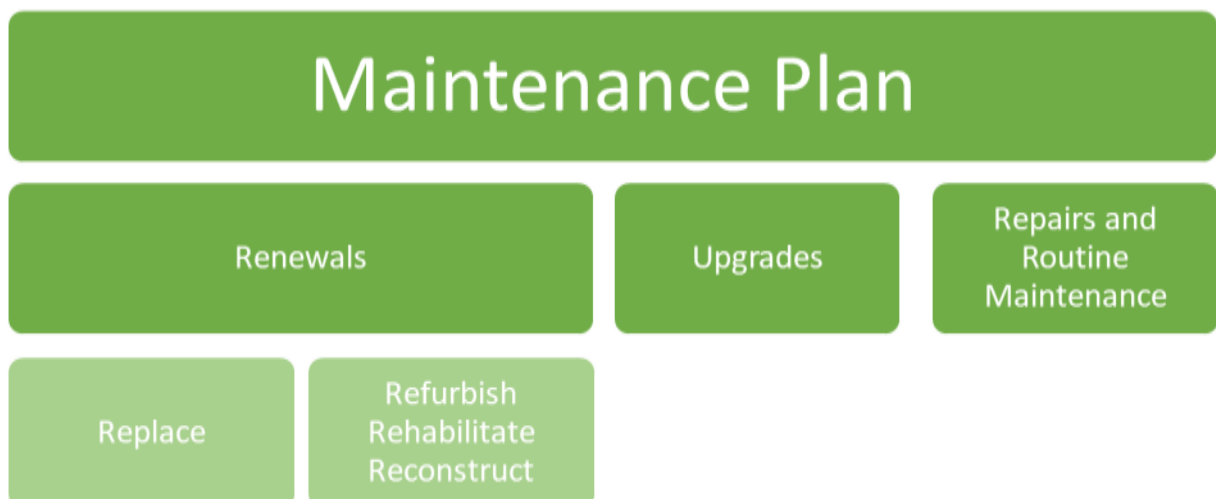 Maintenance Plan
Renewals
Upgrades
Repairs and
Routine
Maintenance
Replace
Refurbish
Rehabilitate
Reconstruct